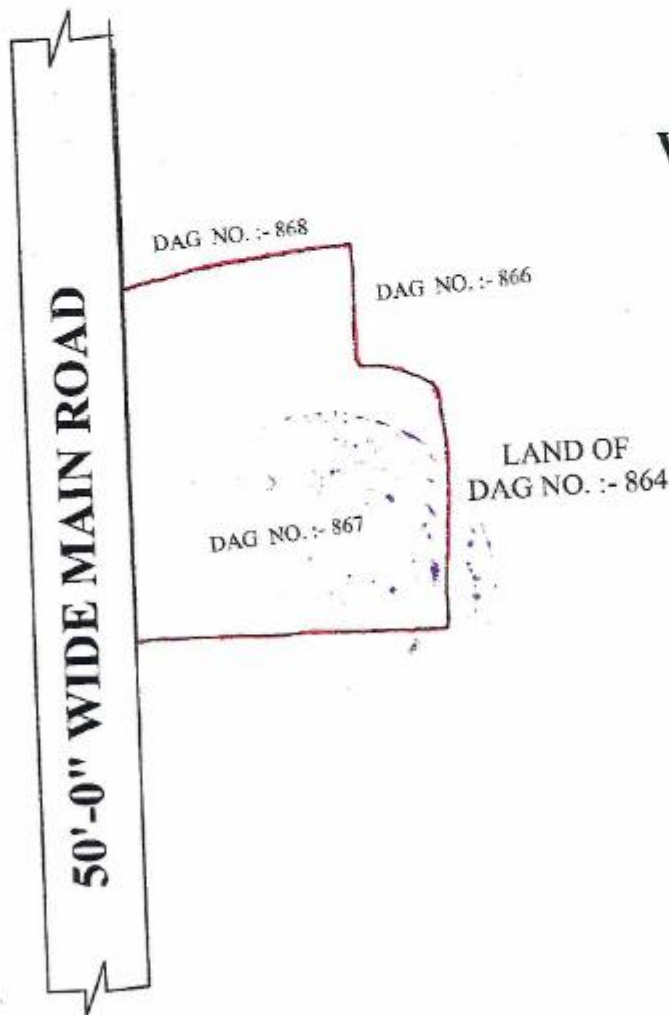 DAG NO. :- 868
DAG NO. :- 866
50'-0" WIDE MAIN ROAD
LAND OF
DAG NO. :- 864
DAG NO. :- 867